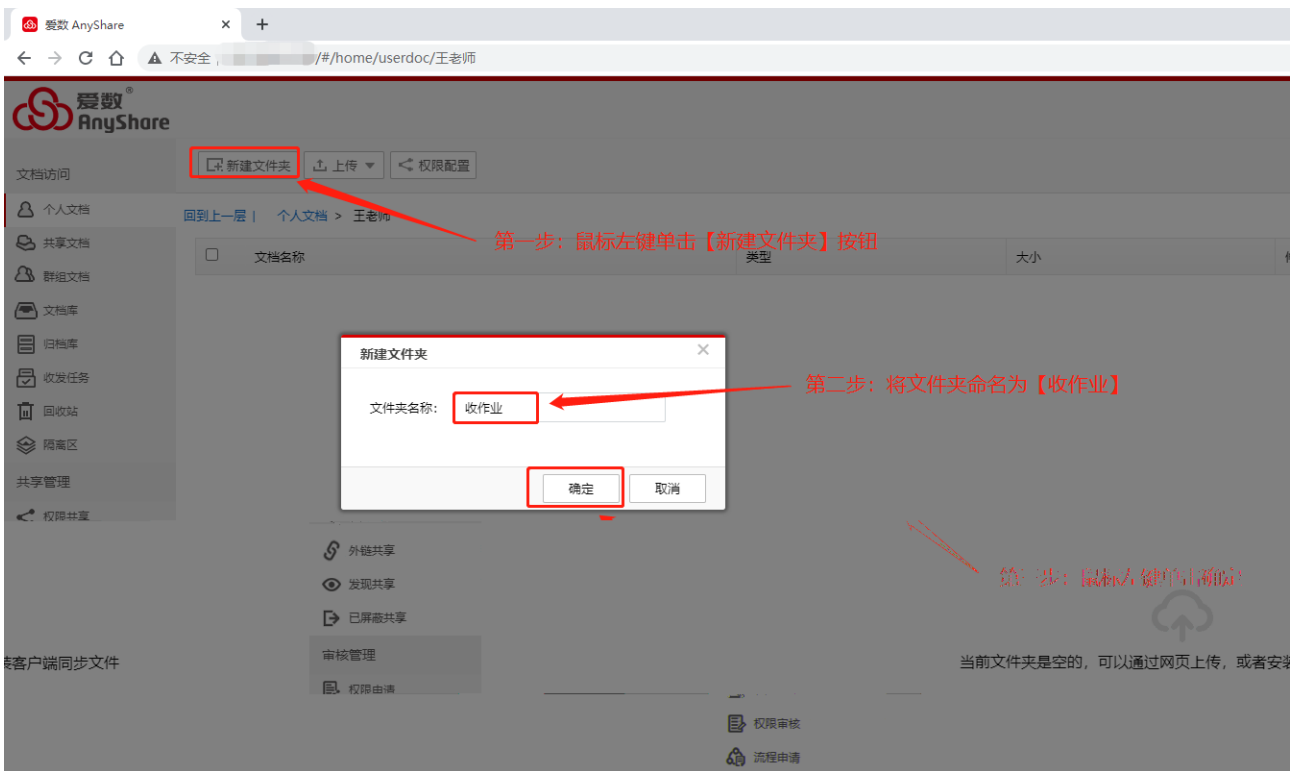 爱数 AnyShare
不安全 /#/home/userdoc/王老师
爱数®
AnyShare
新建文件夹 上传 权限配置
文档访问
个人文档
共享文档
群组文档
文档库
归档库
收发任务
回收站
隔离区
共享管理
权限共享
回到上一层 | 个人文档 > 王老师
第一步：鼠标左键单击【新建文件夹】按钮
文档名称 类型 大小
新建文件夹
文件夹名称： 收作业
第二步：将文件夹命名为【收作业】
确定 取消
外链共享
发现共享
已屏蔽共享
审核管理
权限申请
鼠标左键单击确定
客户端同步文件
当前文件夹是空的，可以通过网页上传，或者安装
权限审核
流程申请